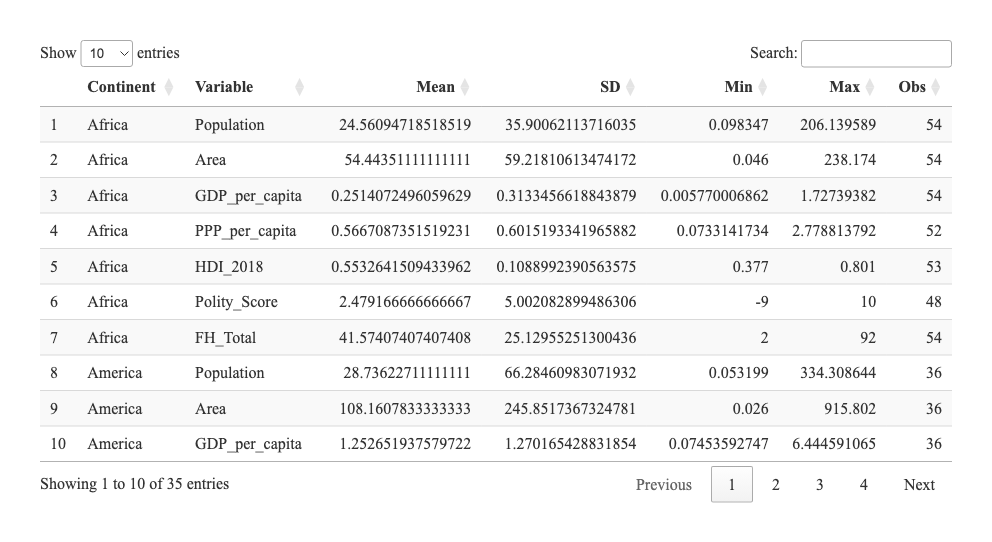 Show 10 entries Search:
Continent Variable Mean SD Min Max Obs
1 Africa Population 24.56094718518519 35.90062113716035 0.098347 206.139589 54
2 Africa Area 54.44351111111111 59.21810613474172 0.046 238.174 54
3 Africa GDP_per_capita 0.2514072496059629 0.3133456618843879 0.005770006862 1.72739382 54
4 Africa PPP_per_capita 0.5667087351519231 0.6015193341965882 0.0733141734 2.778813792 52
5 Africa HDI_2018 0.5532641509433962 0.1088992390563575 0.377 0.801 53
6 Africa Polity_Score 2.479166666666667 5.002082899486306 -9 10 48
7 Africa FH_Total 41.57407407407408 25.12955251300436 2 92 54
8 America Population 28.73622711111111 66.28460983071932 0.053199 334.308644 36
9 America Area 108.1607833333333 245.8517367324781 0.026 915.802 36
10 America GDP_per_capita 1.252651937579722 1.270165428831854 0.07453592747 6.444591065 36
Showing 1 to 10 of 35 entries Previous 1 2 3 4 Next